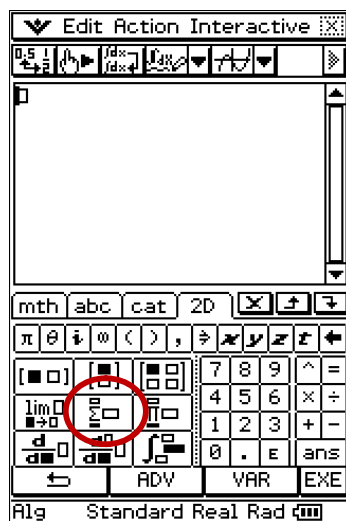 Edit Action Interactive
mth abc cat 2D
π θ i ∞ ( ) , ⇒ x y z t
7 8 9 ^ =
lim Σ Π 4 5 6 × ÷
1 2 3 + −
d d ∫ 0 . E ans
ADV VAR EXE
Alg Standard Real Rad